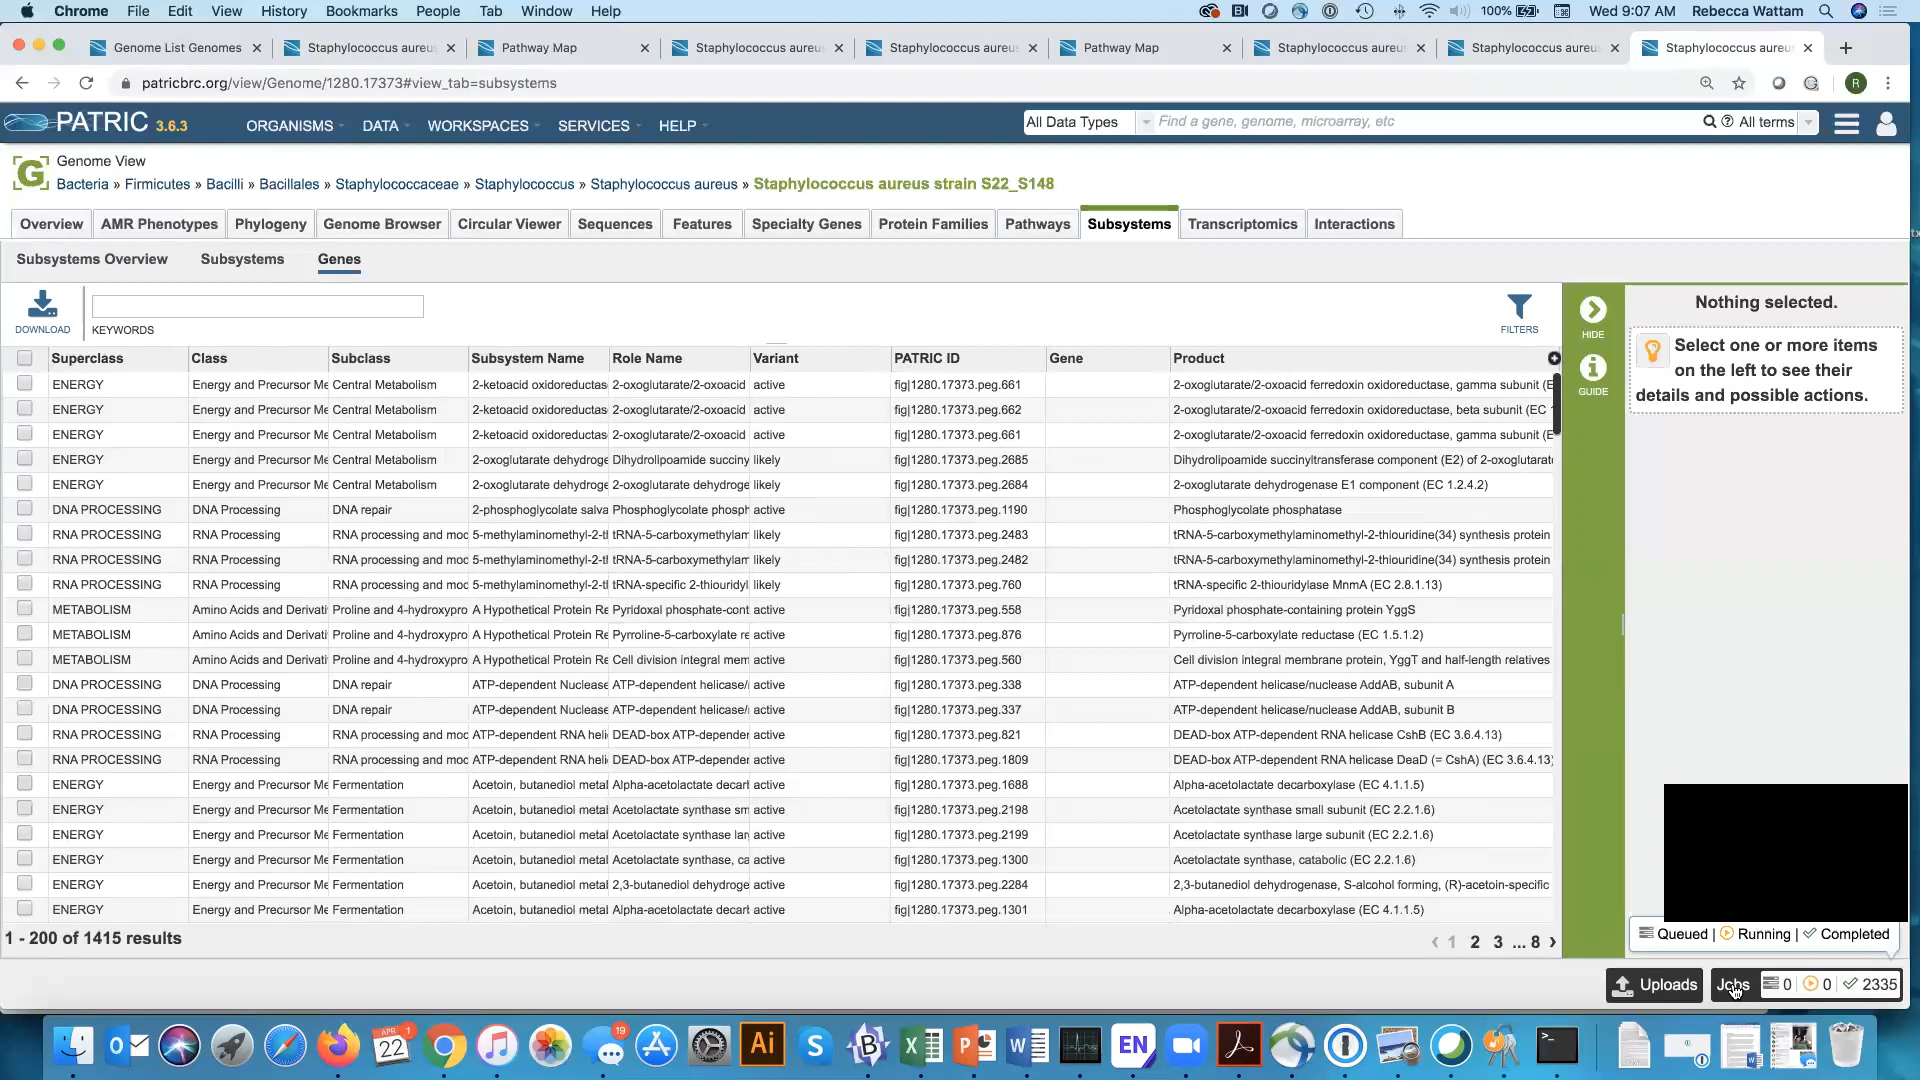 Chrome File Edit View History Bookmarks People Tab Window Help 100% Wed 9:07 AM Rebecca Wattam
Genome List Genomes Staphylococcus aureus Pathway Map Staphylococcus aureus Staphylococcus aureus Pathway Map Staphylococcus aureus Staphylococcus aureus Staphylococcus aureus
patricbrc.org/view/Genome/1280.17373#view_tab=subsystems R
PATRIC 3.6.3 ORGANISMS DATA WORKSPACES SERVICES HELP All Data Types Find a gene, genome, microarray, etc All terms
G Genome View
Bacteria » Firmicutes » Bacilli » Bacillales » Staphylococcaceae » Staphylococcus » Staphylococcus aureus » Staphylococcus aureus strain S22_S148
Overview AMR Phenotypes Phylogeny Genome Browser Circular Viewer Sequences Features Specialty Genes Protein Families Pathways Subsystems Transcriptomics Interactions
Subsystems Overview Subsystems Genes
DOWNLOAD KEYWORDS FILTERS HIDE GUIDE
Nothing selected.
Select one or more items
on the left to see their
details and possible actions.
Superclass Class Subclass Subsystem Name Role Name Variant PATRIC ID Gene Product
ENERGY Energy and Precursor Me Central Metabolism 2-ketoacid oxidoreductas 2-oxoglutarate/2-oxoacid active fig|1280.17373.peg.661 2-oxoglutarate/2-oxoacid ferredoxin oxidoreductase, gamma subunit (E
ENERGY Energy and Precursor Me Central Metabolism 2-ketoacid oxidoreductas 2-oxoglutarate/2-oxoacid active fig|1280.17373.peg.662 2-oxoglutarate/2-oxoacid ferredoxin oxidoreductase, beta subunit (EC
ENERGY Energy and Precursor Me Central Metabolism 2-ketoacid oxidoreductas 2-oxoglutarate/2-oxoacid active fig|1280.17373.peg.661 2-oxoglutarate/2-oxoacid ferredoxin oxidoreductase, gamma subunit (E
ENERGY Energy and Precursor Me Central Metabolism 2-oxoglutarate dehydroge Dihydrolipoamide succiny likely fig|1280.17373.peg.2685 Dihydrolipoamide succinyltransferase component (E2) of 2-oxoglutarat
ENERGY Energy and Precursor Me Central Metabolism 2-oxoglutarate dehydroge 2-oxoglutarate dehydroge likely fig|1280.17373.peg.2684 2-oxoglutarate dehydrogenase E1 component (EC 1.2.4.2)
DNA PROCESSING DNA Processing DNA repair 2-phosphoglycolate salva Phosphoglycolate phosph active fig|1280.17373.peg.1190 Phosphoglycolate phosphatase
RNA PROCESSING RNA Processing RNA processing and moc 5-methylaminomethyl-2-tl tRNA-5-carboxymethylam likely fig|1280.17373.peg.2483 tRNA-5-carboxymethylaminomethyl-2-thiouridine(34) synthesis protein
RNA PROCESSING RNA Processing RNA processing and moc 5-methylaminomethyl-2-tl tRNA-5-carboxymethylam likely fig|1280.17373.peg.2482 tRNA-5-carboxymethylaminomethyl-2-thiouridine(34) synthesis protein
RNA PROCESSING RNA Processing RNA processing and moc 5-methylaminomethyl-2-tl tRNA-specific 2-thiouridyl likely fig|1280.17373.peg.760 tRNA-specific 2-thiouridylase MnmA (EC 2.8.1.13)
METABOLISM Amino Acids and Derivati Proline and 4-hydroxypro A Hypothetical Protein Re Pyridoxal phosphate-cont active fig|1280.17373.peg.558 Pyridoxal phosphate-containing protein YggS
METABOLISM Amino Acids and Derivati Proline and 4-hydroxypro A Hypothetical Protein Re Pyrroline-5-carboxylate re active fig|1280.17373.peg.876 Pyrroline-5-carboxylate reductase (EC 1.5.1.2)
METABOLISM Amino Acids and Derivati Proline and 4-hydroxypro A Hypothetical Protein Re Cell division integral mem active fig|1280.17373.peg.560 Cell division integral membrane protein, YggT and half-length relatives
DNA PROCESSING DNA Processing DNA repair ATP-dependent Nuclease ATP-dependent helicase/ active fig|1280.17373.peg.338 ATP-dependent helicase/nuclease AddAB, subunit A
DNA PROCESSING DNA Processing DNA repair ATP-dependent Nuclease ATP-dependent helicase/ active fig|1280.17373.peg.337 ATP-dependent helicase/nuclease AddAB, subunit B
RNA PROCESSING RNA Processing RNA processing and moc ATP-dependent RNA heli DEAD-box ATP-depender active fig|1280.17373.peg.821 DEAD-box ATP-dependent RNA helicase CshB (EC 3.6.4.13)
RNA PROCESSING RNA Processing RNA processing and moc ATP-dependent RNA heli DEAD-box ATP-depender active fig|1280.17373.peg.1809 DEAD-box ATP-dependent RNA helicase DeaD (= CshA) (EC 3.6.4.13)
ENERGY Energy and Precursor Me Fermentation Acetoin, butanediol metal Alpha-acetolactate decarl active fig|1280.17373.peg.1688 Alpha-acetolactate decarboxylase (EC 4.1.1.5)
ENERGY Energy and Precursor Me Fermentation Acetoin, butanediol metal Acetolactate synthase sm active fig|1280.17373.peg.2198 Acetolactate synthase small subunit (EC 2.2.1.6)
ENERGY Energy and Precursor Me Fermentation Acetoin, butanediol metal Acetolactate synthase lar active fig|1280.17373.peg.2199 Acetolactate synthase large subunit (EC 2.2.1.6)
ENERGY Energy and Precursor Me Fermentation Acetoin, butanediol metal Acetolactate synthase, ca active fig|1280.17373.peg.1300 Acetolactate synthase, catabolic (EC 2.2.1.6)
ENERGY Energy and Precursor Me Fermentation Acetoin, butanediol metal 2,3-butanediol dehydroge active fig|1280.17373.peg.2284 2,3-butanediol dehydrogenase, S-alcohol forming, (R)-acetoin-specific
ENERGY Energy and Precursor Me Fermentation Acetoin, butanediol metal Alpha-acetolactate decarl active fig|1280.17373.peg.1301 Alpha-acetolactate decarboxylase (EC 4.1.1.5)
1 - 200 of 1415 results ‹ 1 2 3 ... 8 ›
Queued | Running | Completed
Uploads Jobs 0 | 0 | 2335
APR 22 1 19 Ai EN